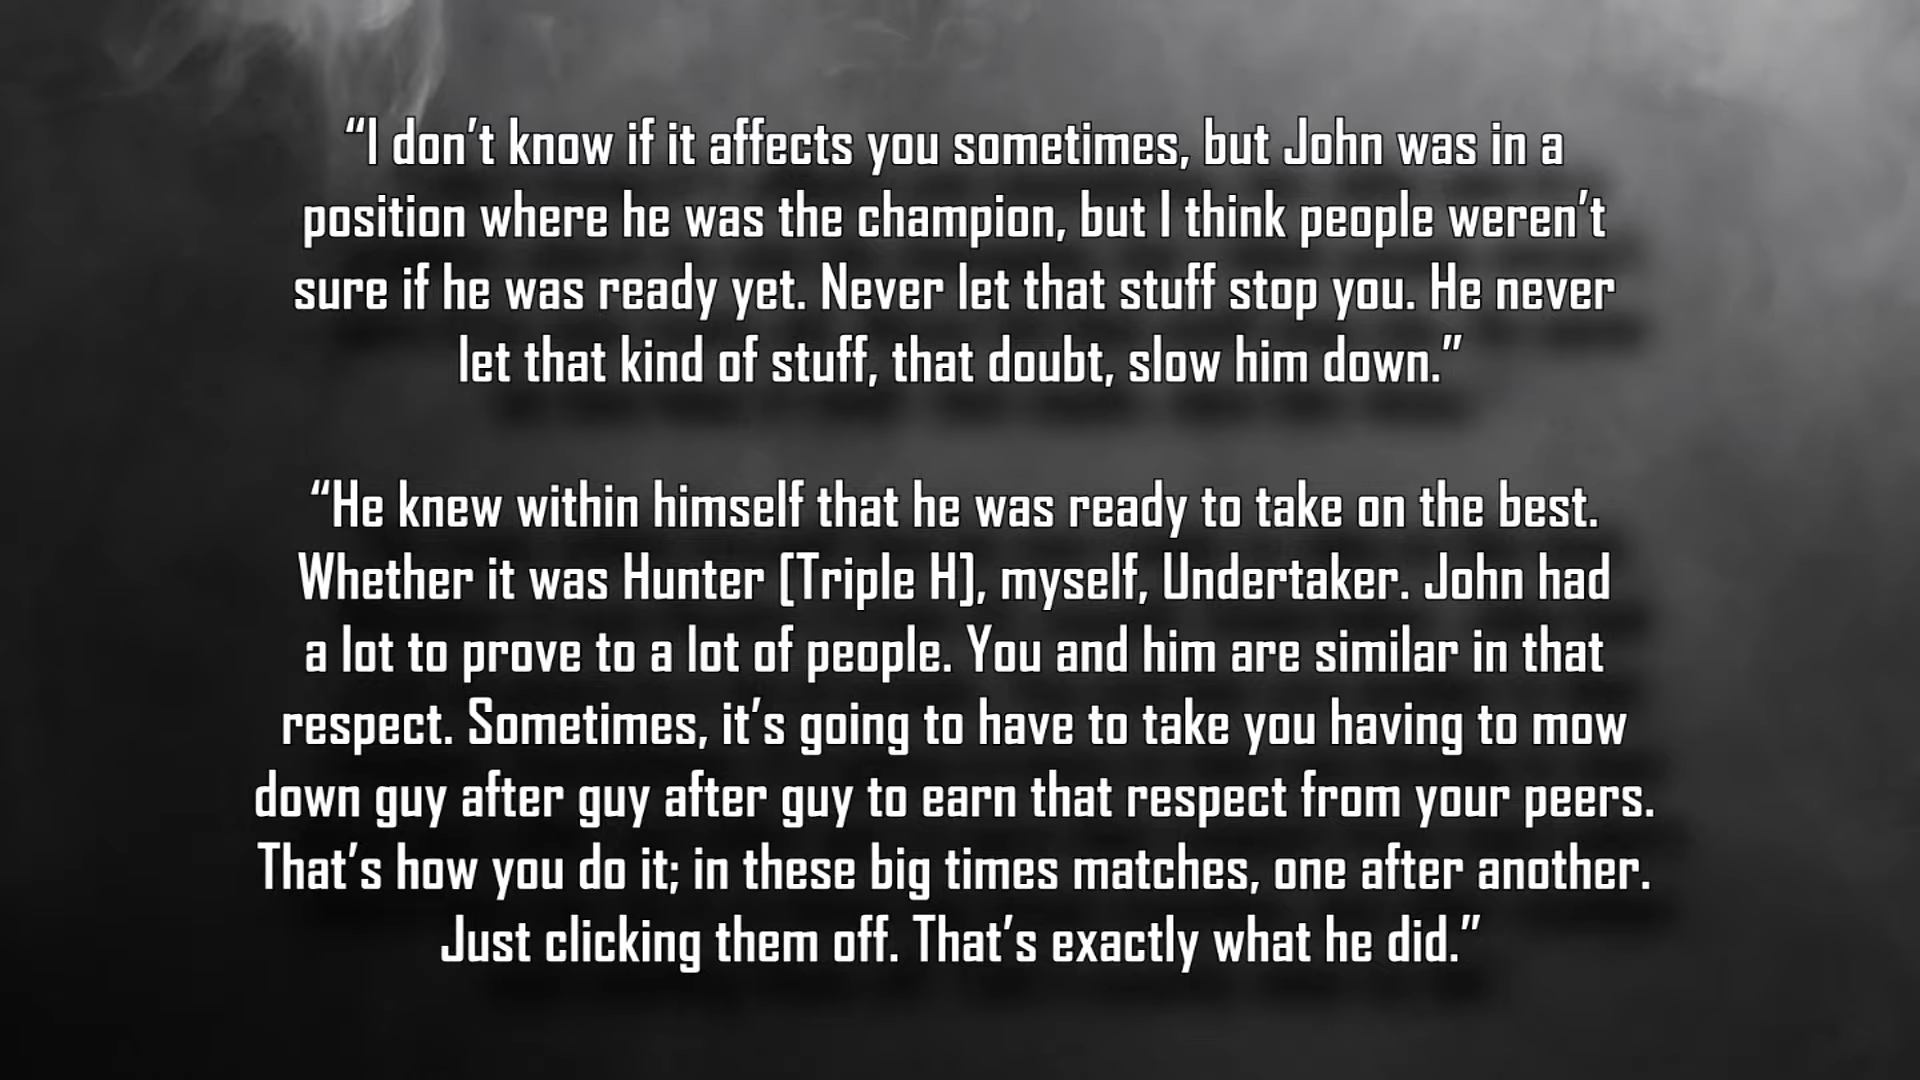 “I don’t know if it affects you sometimes, but John was in a
position where he was the champion, but I think people weren’t
sure if he was ready yet. Never let that stuff stop you. He never
let that kind of stuff, that doubt, slow him down.”
“He knew within himself that he was ready to take on the best.
Whether it was Hunter [Triple H], myself, Undertaker. John had
a lot to prove to a lot of people. You and him are similar in that
respect. Sometimes, it’s going to have to take you having to mow
down guy after guy after guy to earn that respect from your peers.
That’s how you do it; in these big times matches, one after another.
Just clicking them off. That’s exactly what he did.”